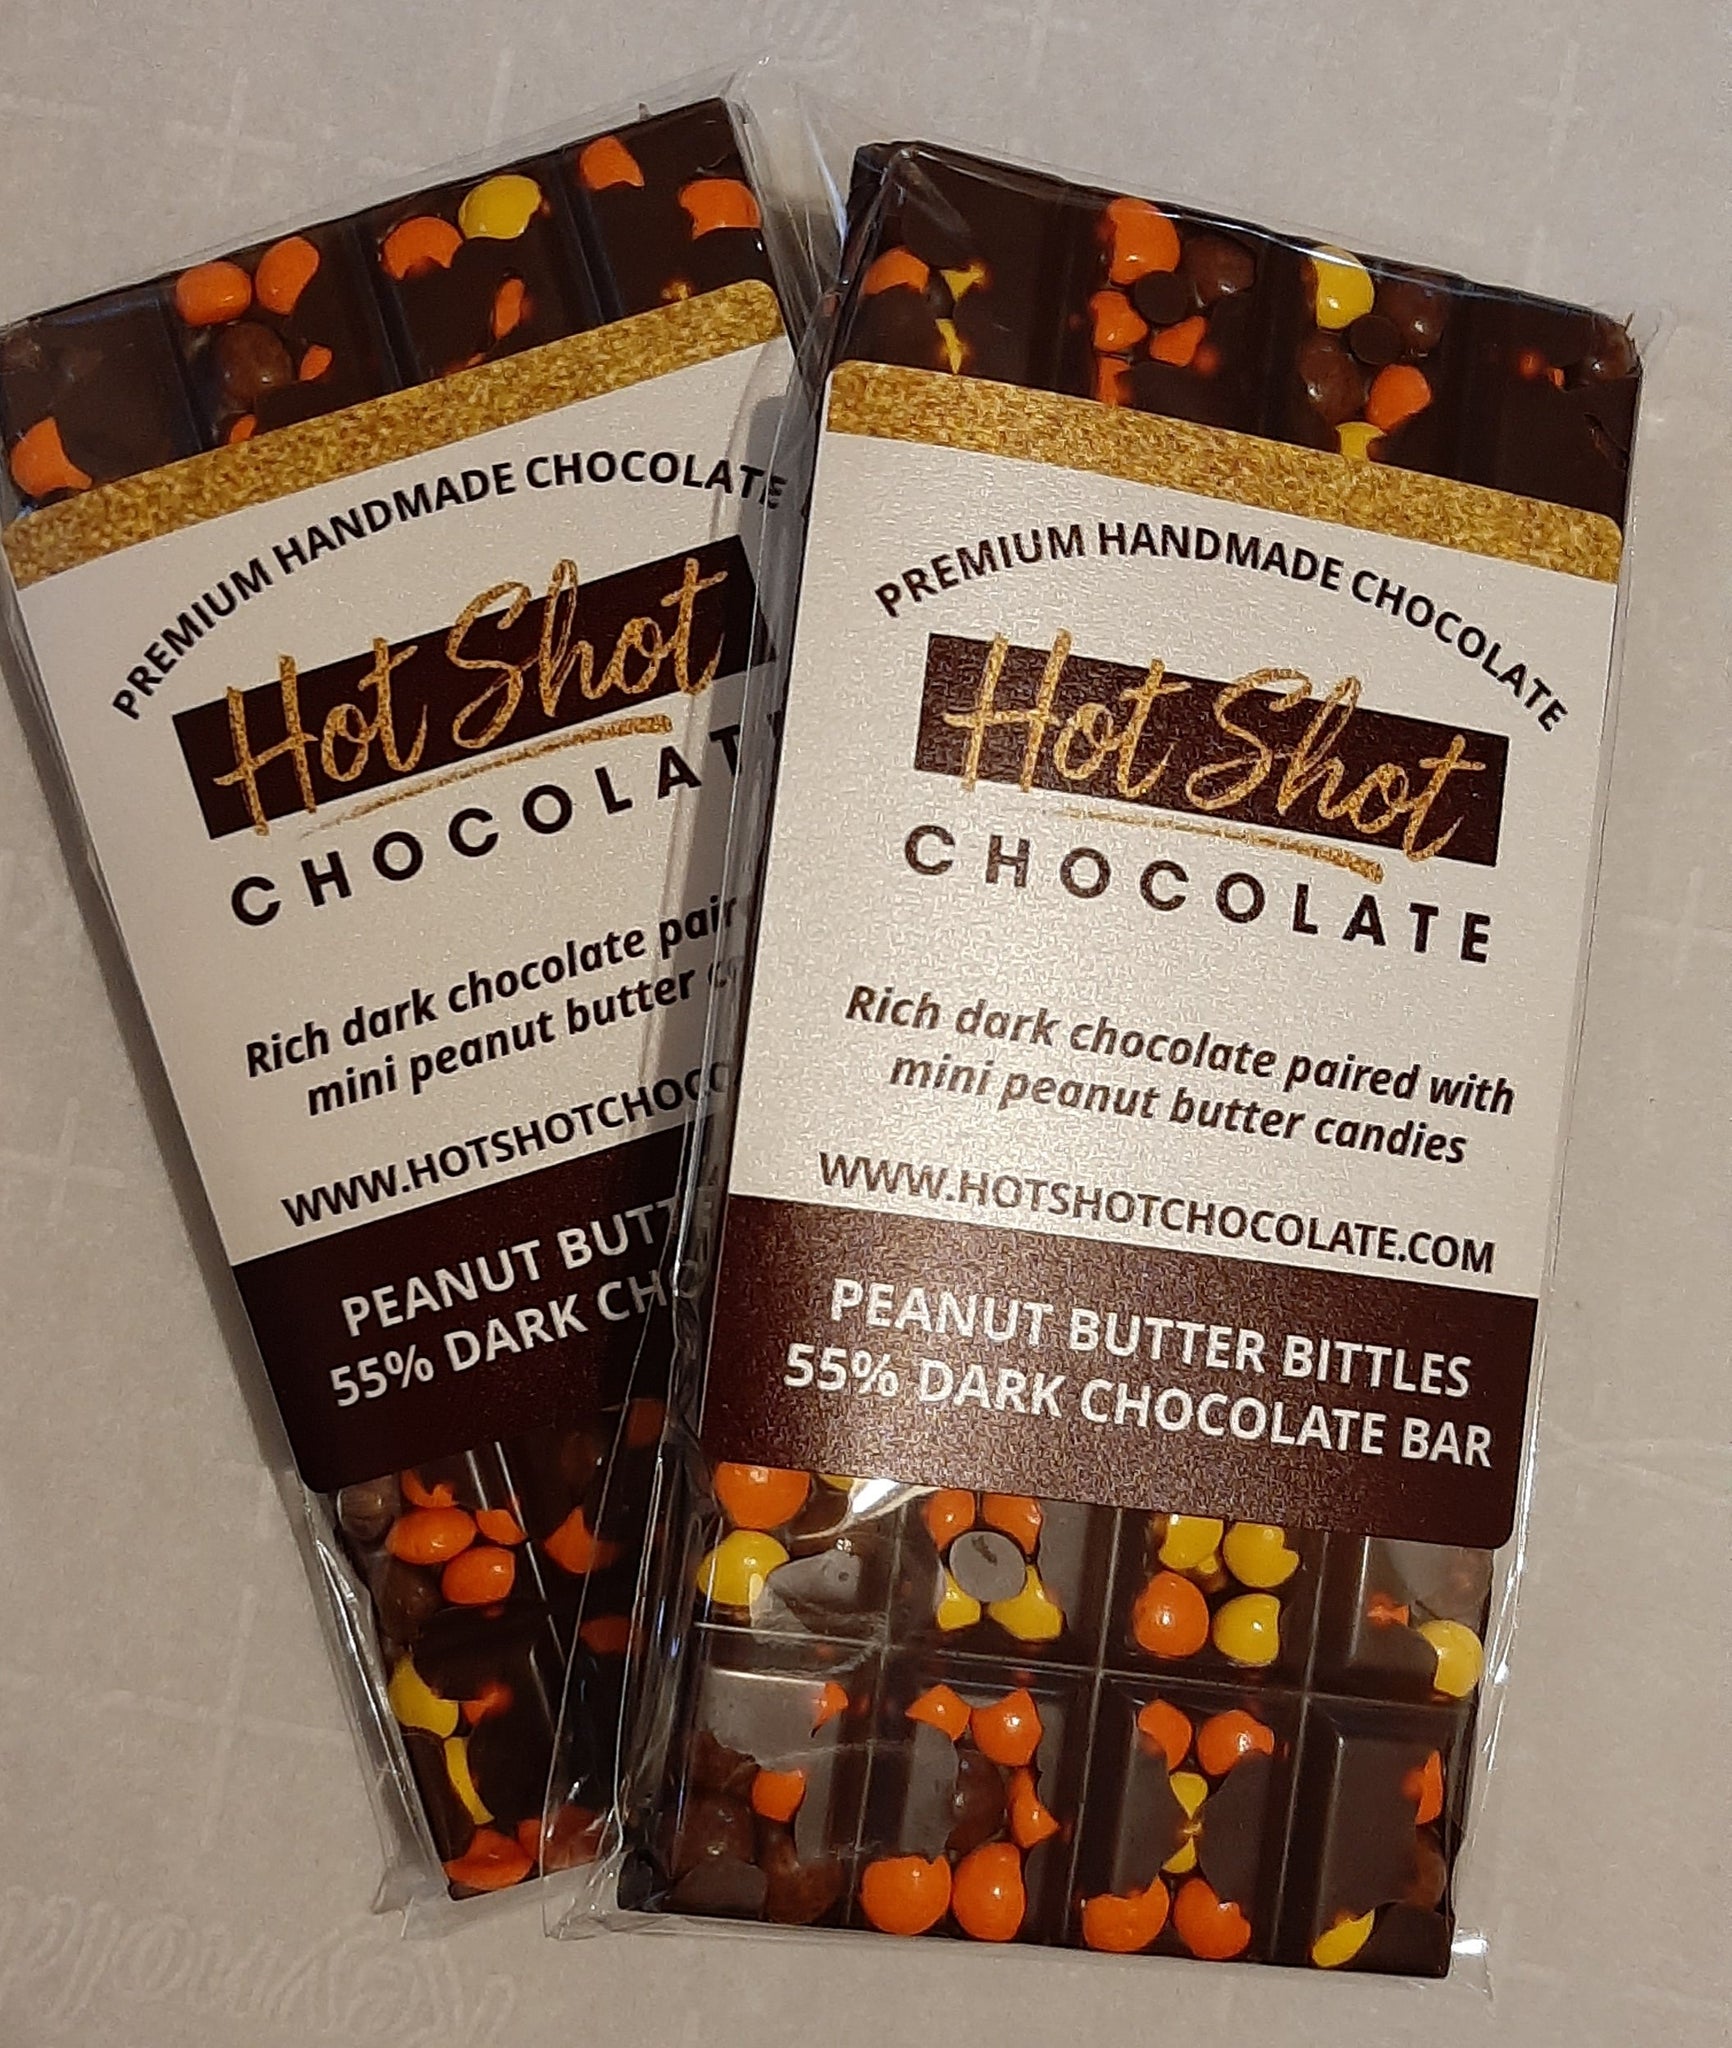 PREMIUM HANDMADE CHOCOLATE
Hot Shot
CHOCOLAT
Rich dark chocolate pair
mini peanut butter
WWW.HOTSHOTCHOCO
PEANUT BUTT
55% DARK CHO
PREMIUM HANDMADE CHOCOLATE
Hot Shot
CHOCOLATE
Rich dark chocolate paired with
mini peanut butter candies
WWW.HOTSHOTCHOCOLATE.COM
PEANUT BUTTER BITTLES
55% DARK CHOCOLATE BAR